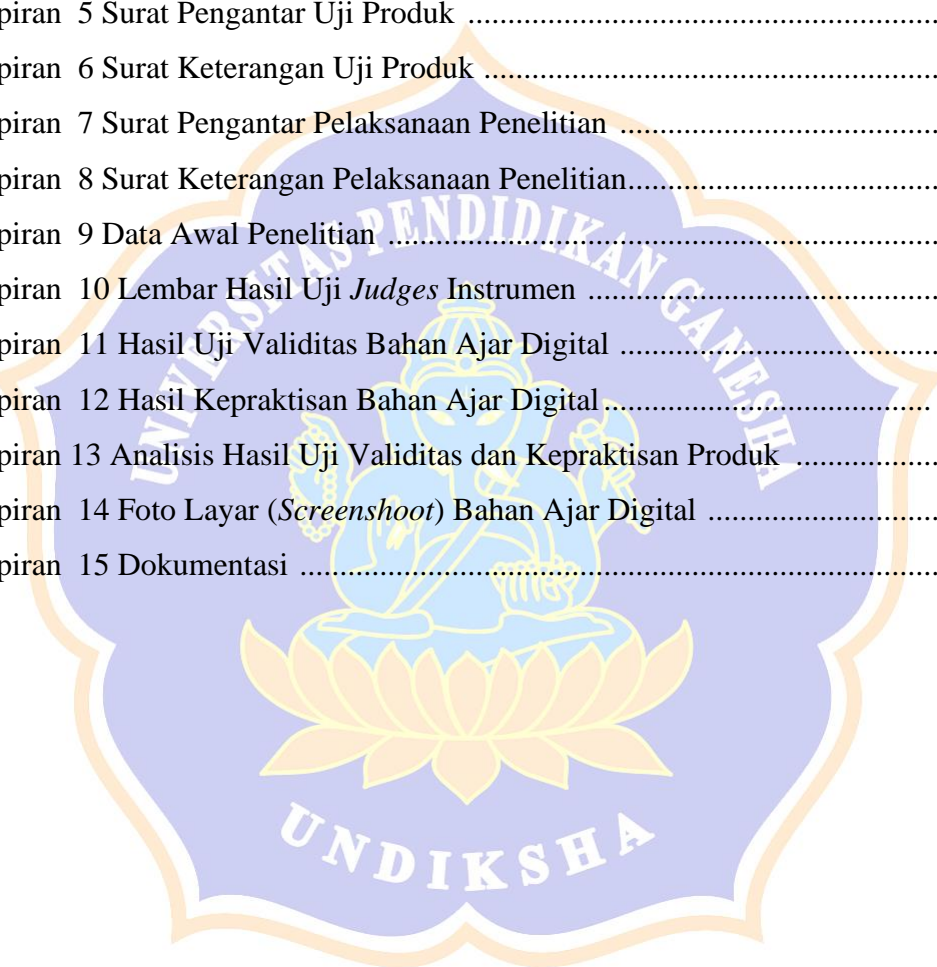 piran 5 Surat Pengantar Uji Produk ................................................
piran 6 Surat Keterangan Uji Produk ................................................
piran 7 Surat Pengantar Pelaksanaan Penelitian ................................
piran 8 Surat Keterangan Pelaksanaan Penelitian................................
piran 9 Data Awal Penelitian ................................................
piran 10 Lembar Hasil Uji Judges Instrumen ................................
piran 11 Hasil Uji Validitas Bahan Ajar Digital ................................
piran 12 Hasil Kepraktisan Bahan Ajar Digital................................
piran 13 Analisis Hasil Uji Validitas dan Kepraktisan Produk ................
piran 14 Foto Layar (Screenshoot) Bahan Ajar Digital ........................
piran 15 Dokumentasi ................................................
UNIVERSITAS PENDIDIKAN GANESHA
UNDIKSHA